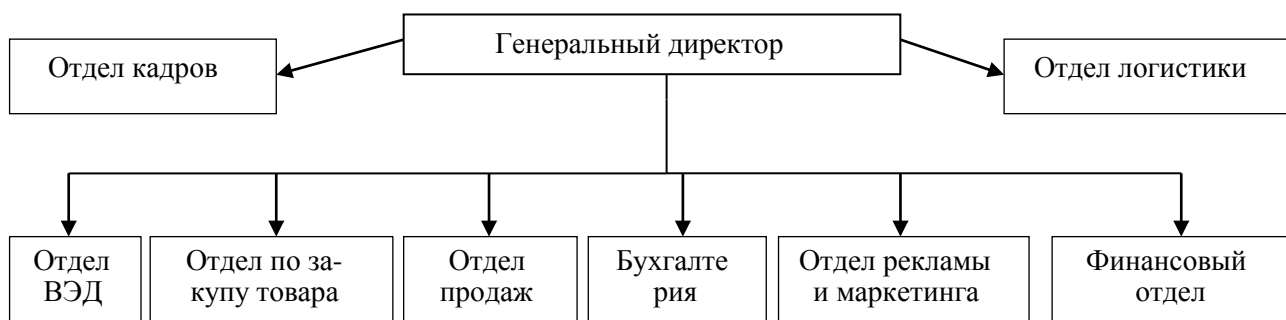 Генеральный директор
Отдел кадров
Отдел логистики
Отдел
ВЭД
Отдел по за-
купу товара
Отдел
продаж
Бухгалте
рия
Отдел рекламы
и маркетинга
Финансовый
отдел